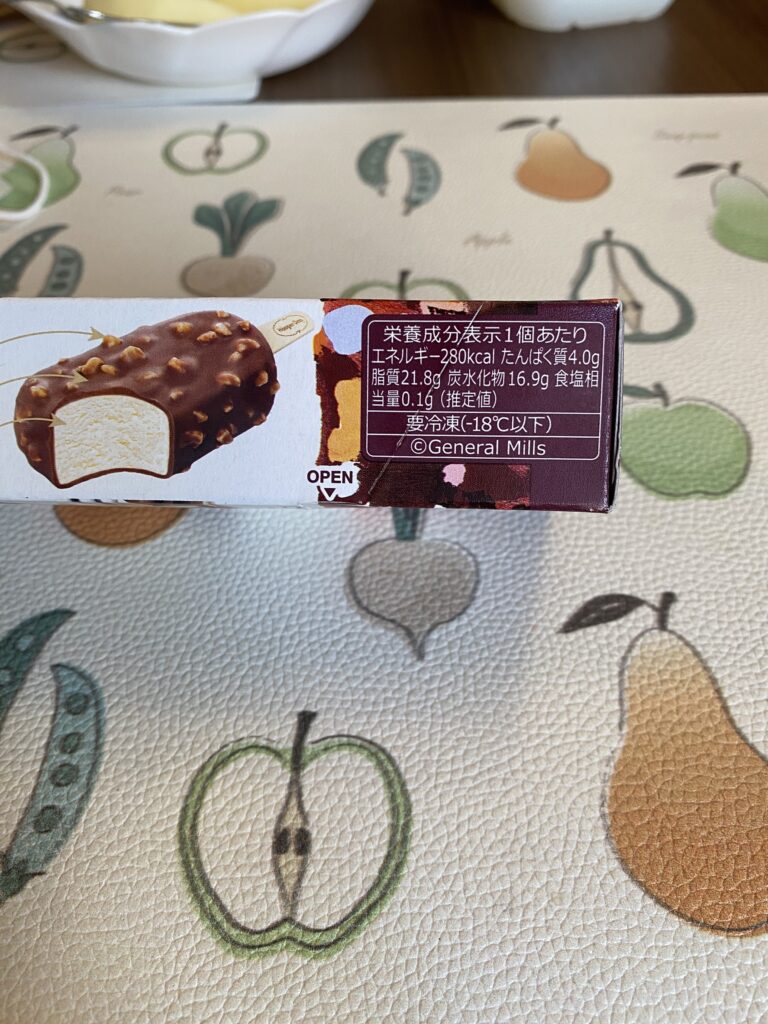 Apple
栄養成分表示1個あたり
エネルギー280kcal たんぱく質4.0g
脂質21.8g 炭水化物16.9g 食塩相
当量0.1g (推定値)
要冷凍(-18℃以下)
©General Mills
OPEN